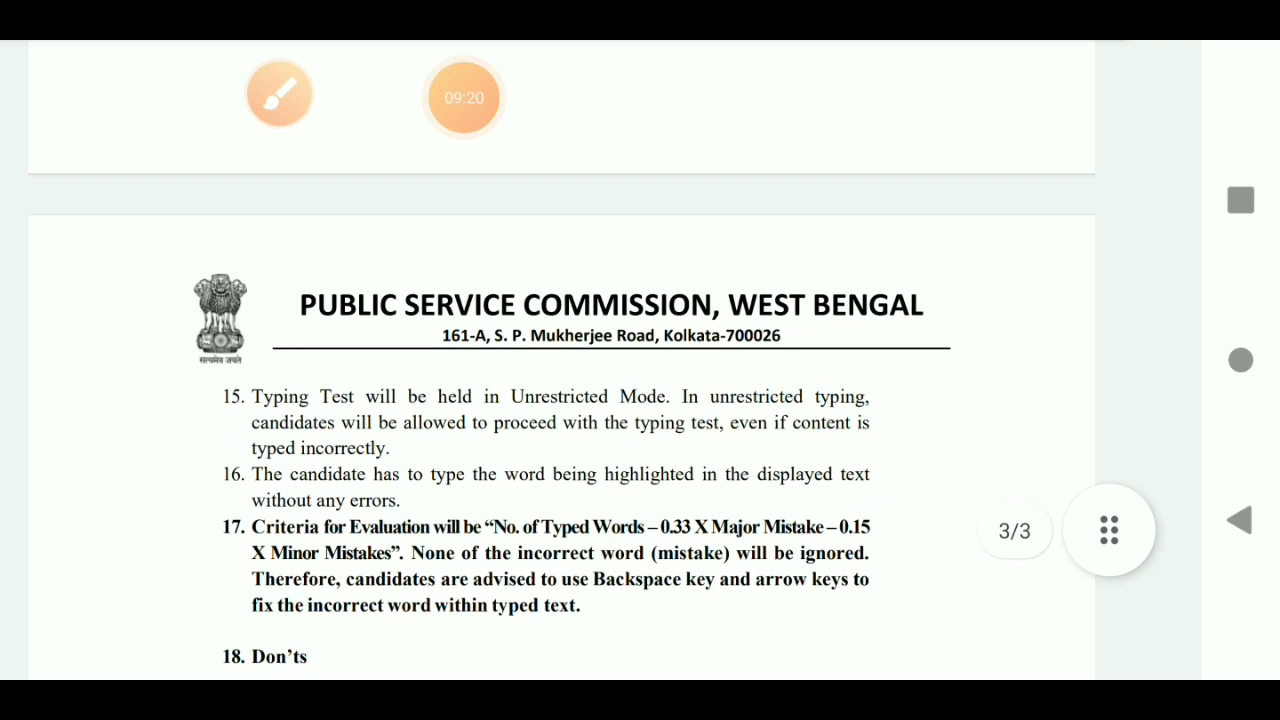 09:20
PUBLIC SERVICE COMMISSION, WEST BENGAL
161-A, S. P. Mukherjee Road, Kolkata-700026
सत्यमेव जयते
15. Typing Test will be held in Unrestricted Mode. In unrestricted typing,
candidates will be allowed to proceed with the typing test, even if content is
typed incorrectly.
16. The candidate has to type the word being highlighted in the displayed text
without any errors.
17. Criteria for Evaluation will be “No. of Typed Words – 0.33 X Major Mistake – 0.15
X Minor Mistakes”. None of the incorrect word (mistake) will be ignored.
Therefore, candidates are advised to use Backspace key and arrow keys to
fix the incorrect word within typed text.
3/3
18. Don’ts